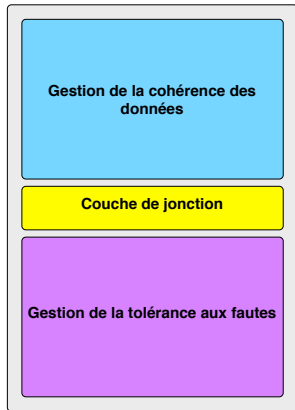 Gestion de la cohérence des
données
Couche de jonction
Gestion de la tolérance aux fautes